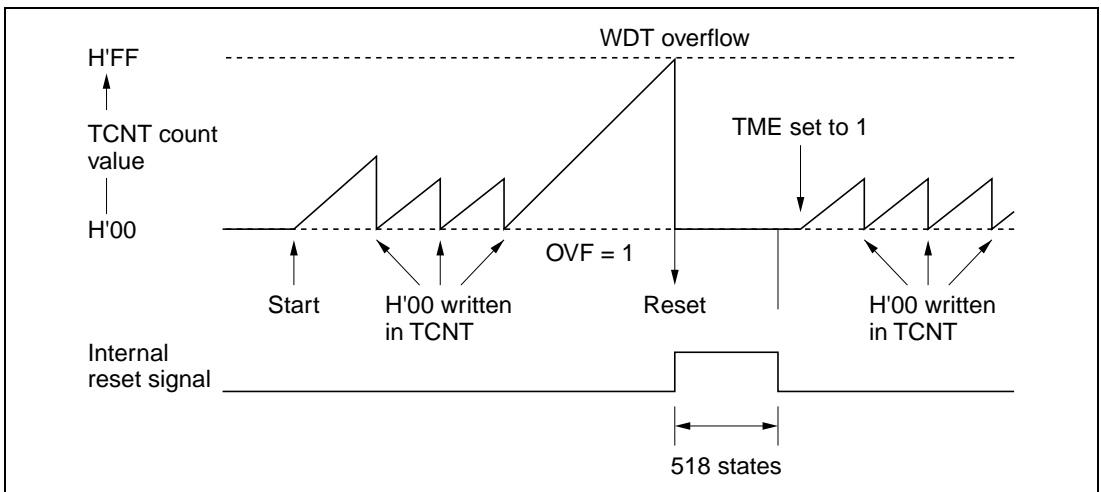 WDT overflow
H'FF
TCNT count
value
TME set to 1
H'00
OVF = 1
Start
H'00 written
in TCNT
Reset
H'00 written
in TCNT
Internal
reset signal
518 states